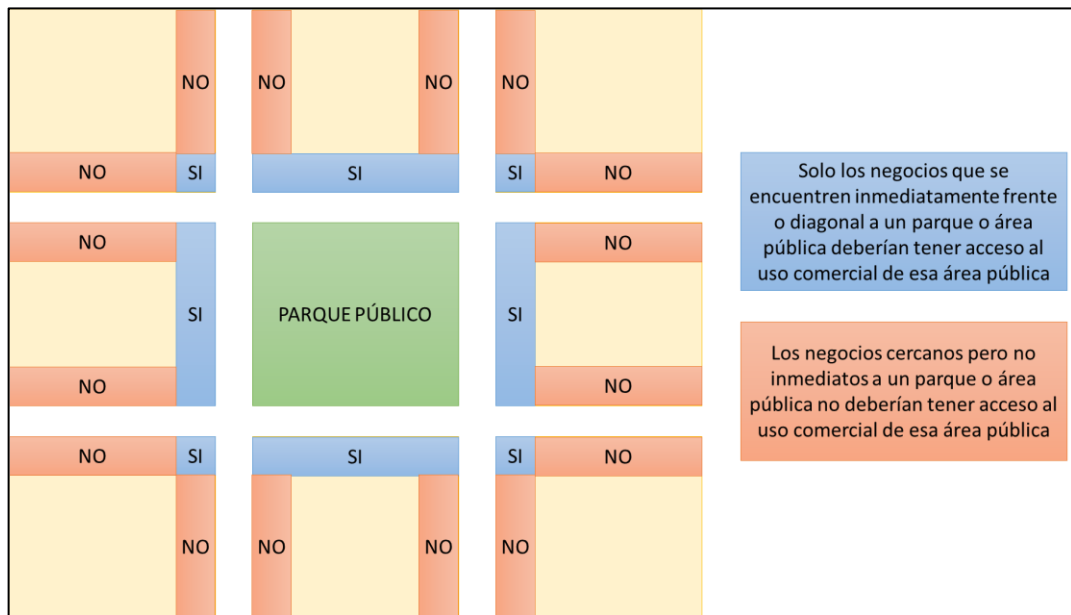 NO NO NO NO
NO SI SI SI NO
NO NO
SI PARQUE PÚBLICO SI
NO NO
NO SI SI SI NO
NO NO NO NO
Solo los negocios que se
encuentren inmediatamente frente
o diagonal a un parque o área
pública deberían tener acceso al
uso comercial de esa área pública
Los negocios cercanos pero no
inmediatos a un parque o área
pública no deberían tener acceso al
uso comercial de esa área pública